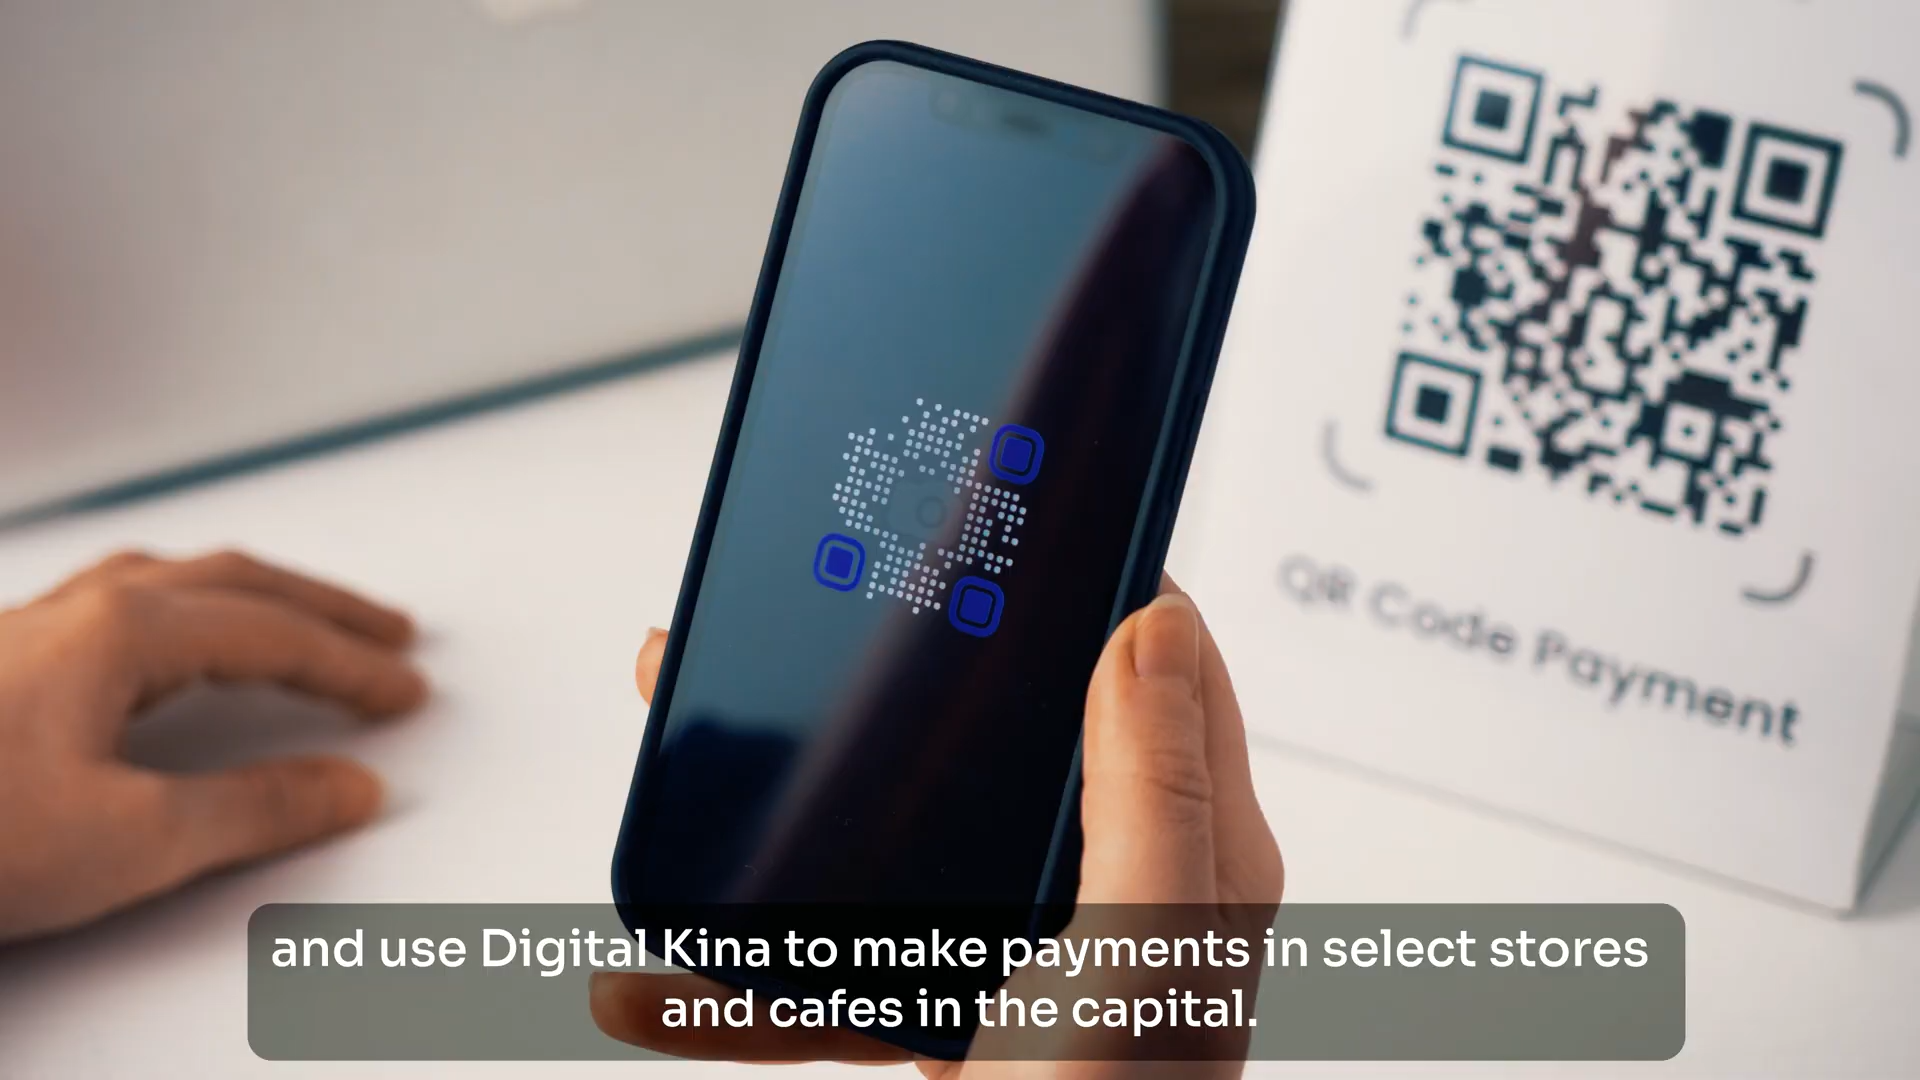 QR Code Payment
and use Digital Kina to make payments in select stores
and cafes in the capital.